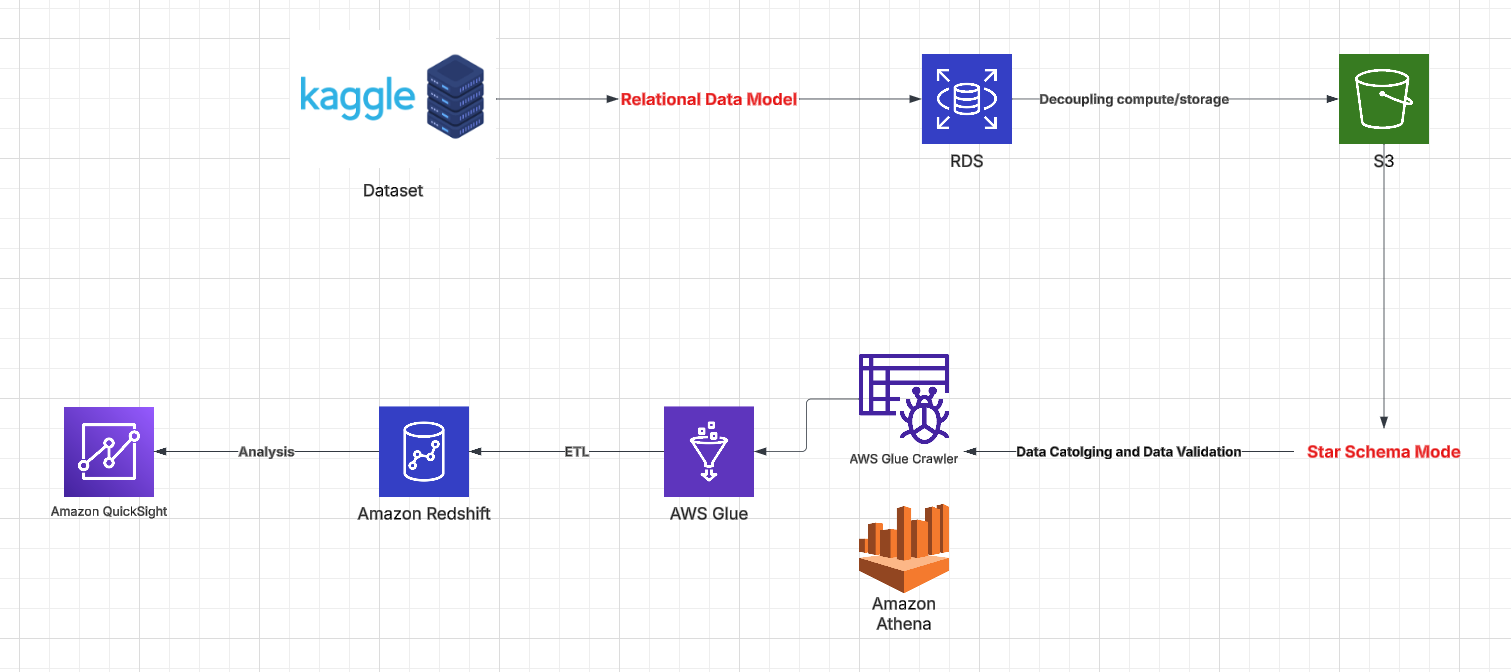 kaggle
Relational Data Model
Decoupling compute/storage
RDS
S3
Dataset
Star Schema Mode
Data Catolging and Data Validation
AWS Glue Crawler
ETL
Analysis
Amazon QuickSight
Amazon Redshift
AWS Glue
Amazon
Athena